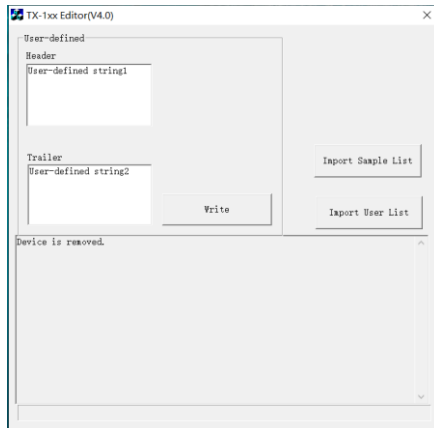 TX-1xx Editor(V4.0)
User-defined
Header
User-defined string1
Trailer
User-defined string2
Write
Import Sample List
Import User List
Device is removed.